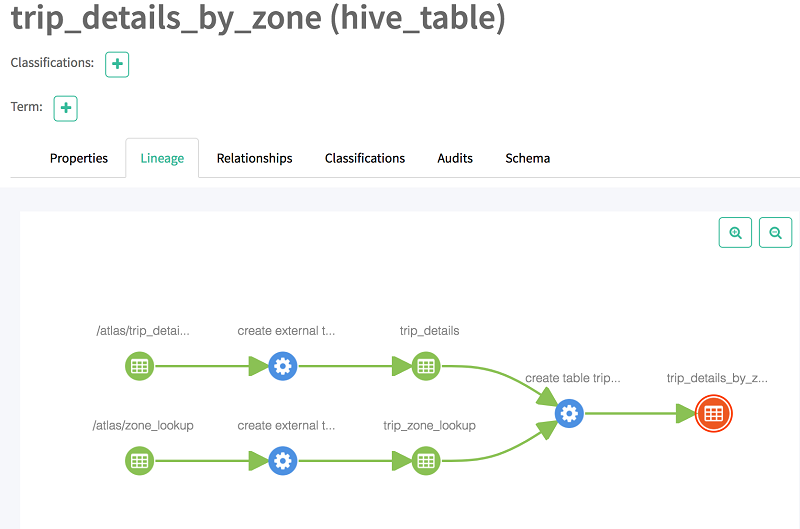 trip_details_by_zone (hive_table)
Classifications:
Term:
Properties Lineage Relationships Classifications Audits Schema
/atlas/trip_detai... create external t... trip_details
create table trip... trip_details_by_z...
/atlas/zone_lookup create external t... trip_zone_lookup